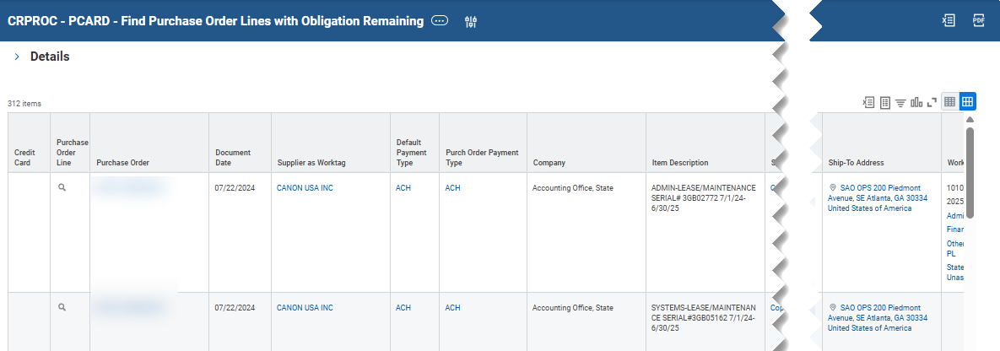 CRPROC - PCARD - Find Purchase Order Lines with Obligation Remaining
PDF
Details
312 items
Credit Card
Purchase Order Line
Purchase Order
Document Date
Supplier as Worktag
Default Payment Type
Purch Order Payment Type
Company
Item Description
Ship-To Address
Work
07/22/2024
CANON USA INC
ACH
ACH
Accounting Office, State
ADMIN-LEASE/MAINTENANCE
SERIAL# 3GB02772 7/1/24-
6/30/25
SAO OPS 200 Piedmont
Avenue, SE Atlanta, GA 30334
United States of America
1010
2025
Admi
Finan
Other
PL
State
Unas
07/22/2024
CANON USA INC
ACH
ACH
Accounting Office, State
SYSTEMS-LEASE/MAINTENAN
CE SERIAL#3GB05162 7/1/24-
6/30/25
Cop
SAO OPS 200 Piedmont
Avenue, SE Atlanta, GA 30334
United States of America